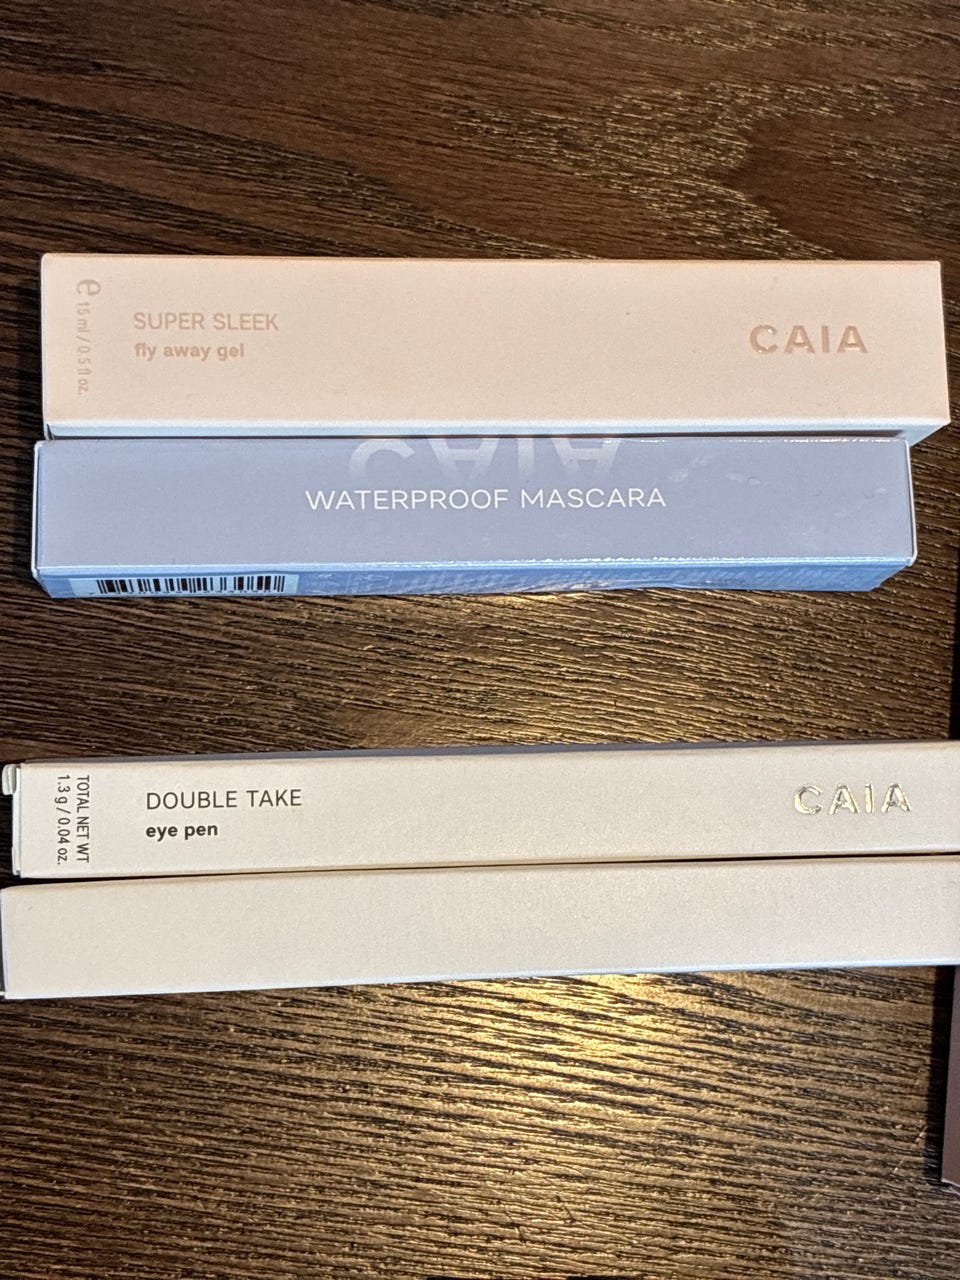 e 15 ml / 0.5 fl oz.
SUPER SLEEK
fly away gel
CAIA
CAIA
WATERPROOF MASCARA
TOTAL NET WT
1.3 g / 0.04 oz.
DOUBLE TAKE
eye pen
CAIA